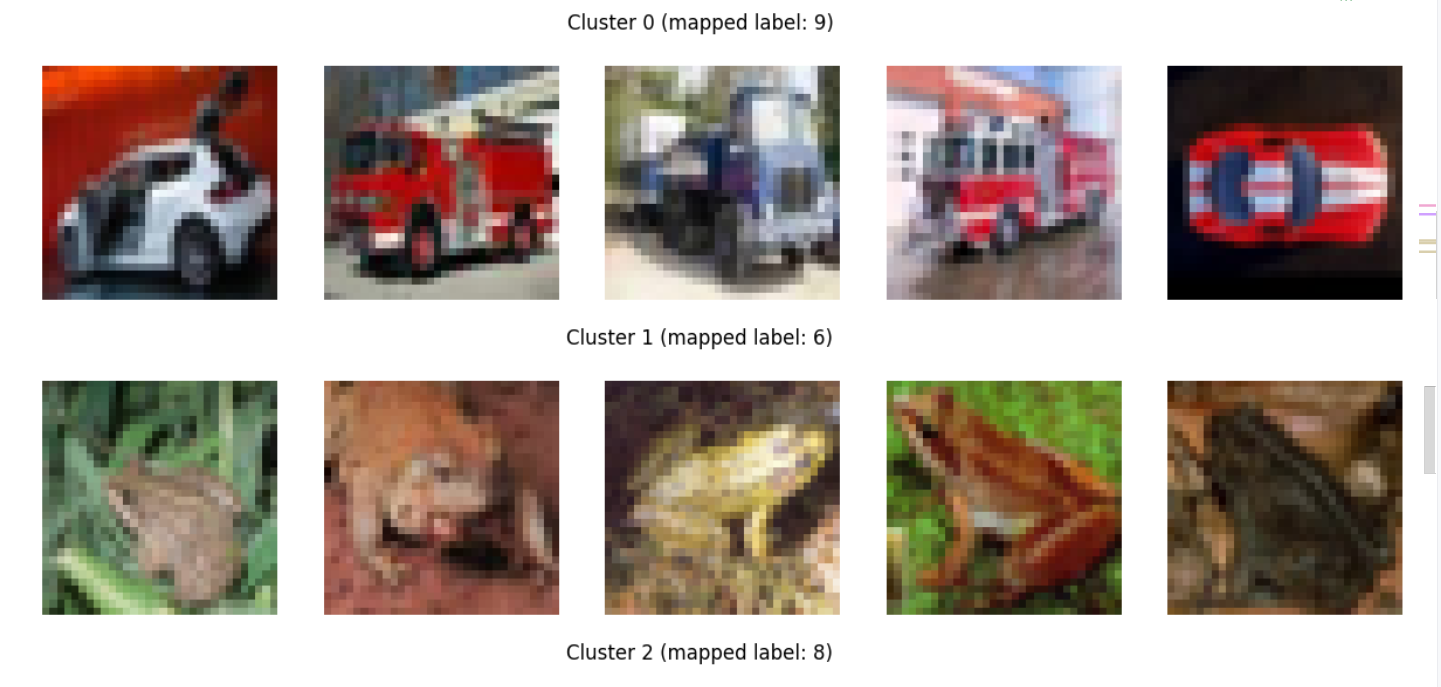 Cluster 0 (mapped label: 9)
Cluster 1 (mapped label: 6)
Cluster 2 (mapped label: 8)